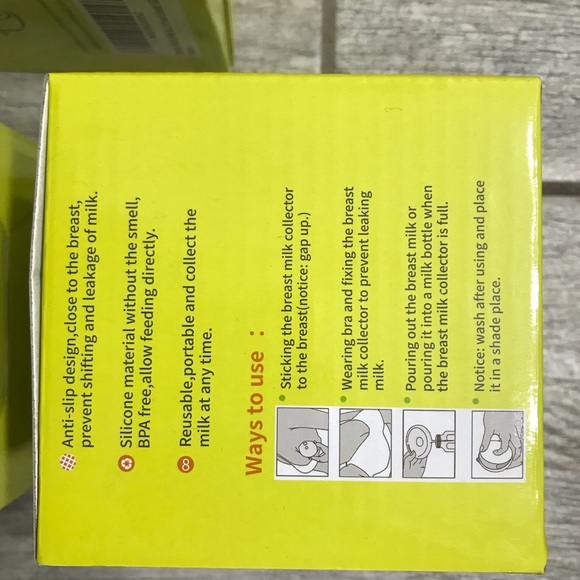 Anti-slip design,close to the breast,
prevent shifting and leakage of milk.
Silicone material without the smell,
BPA free,allow feeding directly.
Reusable,portable and collect the
milk at any time.
Ways to use :
Sticking the breast milk collector
to the breast(notice: gap up.)
Wearing bra and fixing the breast
milk collector to prevent leaking
milk.
Pouring out the breast milk or
pouring it into a milk bottle when
the breast milk collector is full.
Notice: wash after using and place
it in a shade place.